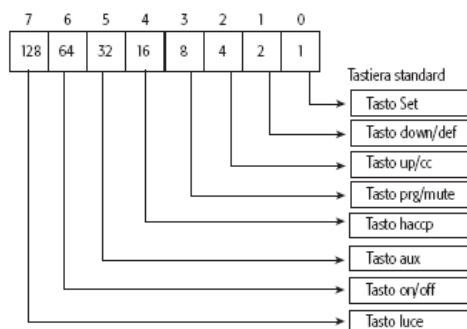 7 6 5 4 3 2 1 0
128 64 32 16 8 4 2 1
Tastiera standard
Tasto Set
Tasto down/def
Tasto up/cc
Tasto prg/mute
Tasto haccp
Tasto aux
Tasto on/off
Tasto luce